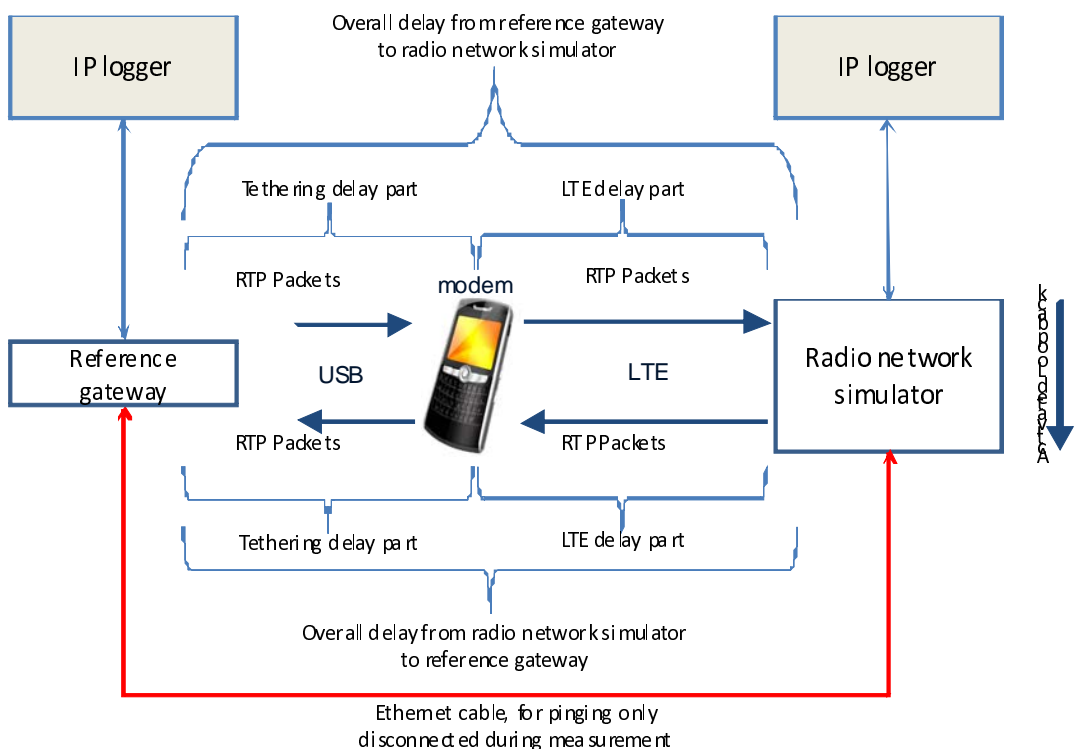 Overall delay from reference gateway
to radio network simulator
IP logger
IP logger
Tethering delay part
LTE delay part
RTP Packets
RTP Packets
modem
Reference
gateway
USB
LTE
Radio network
simulator
Activated Loopback
RTP Packets
RTP Packets
Tethering delay part
LTE delay part
Overall delay from radio network simulator
to reference gateway
Ethernet cable, for pinging only
disconnected during measurement